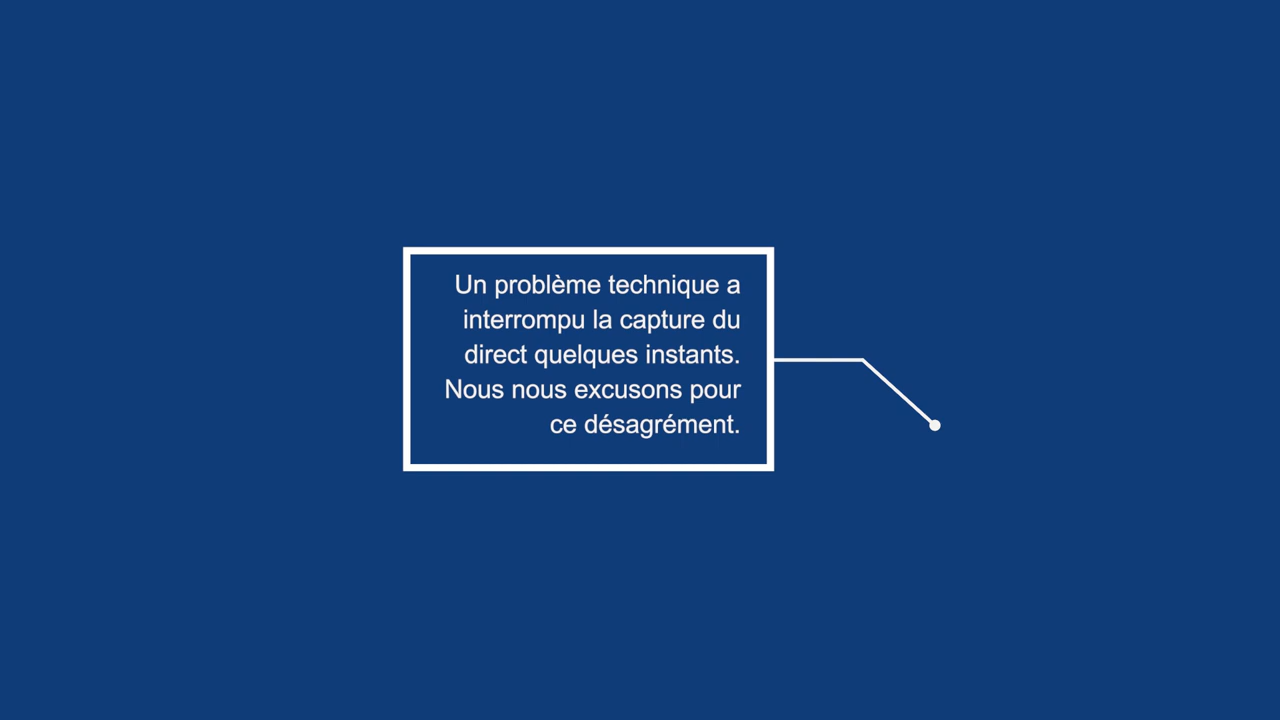 Un problème technique a
interrompu la capture du
direct quelques instants.
Nous nous excusons pour
ce désagrément.